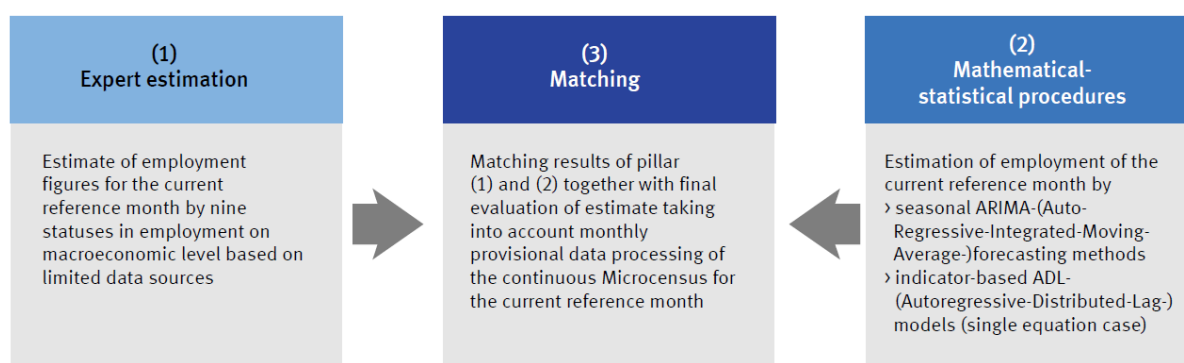 (1)
Expert estimation
Estimate of employment
figures for the current
reference month by nine
statuses in employment on
macroeconomic level based on
limited data sources
(3)
Matching
Matching results of pillar
(1) and (2) together with final
evaluation of estimate taking
into account monthly
provisional data processing of
the continuous Microcensus for
the current reference month
(2)
Mathematical-
statistical procedures
Estimation of employment of the
current reference month by
› seasonal ARIMA-(Auto-
Regressive-Integrated-Moving-
Average-)forecasting methods
› indicator-based ADL-
(Autoregressive-Distributed-Lag-)
models (single equation case)